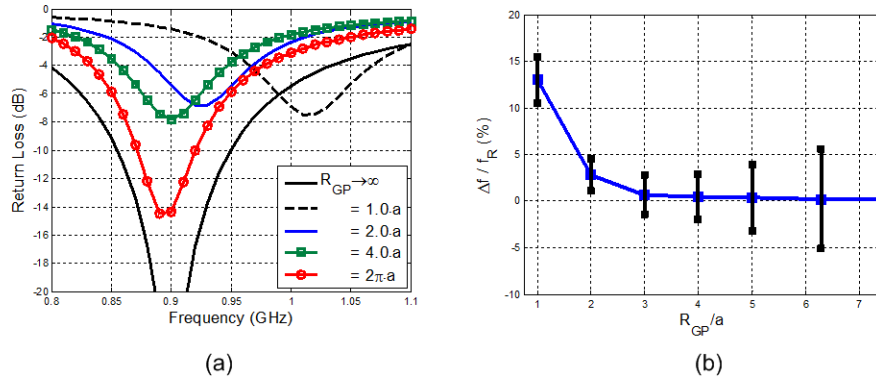 0
-2
-4
-6
-8
-10
-12
-14
-16
-18
-20
0.8
0.85
0.9
0.95
1
1.05
1.1
Return Loss (dB)
Frequency (GHz)
R_GP→∞
= 1.0·a
= 2.0·a
= 4.0·a
= 2π·a
(a)
20
15
10
5
0
-5
-10
1
2
3
4
5
6
7
Δf / f_R (%)
R_GP/a
(b)